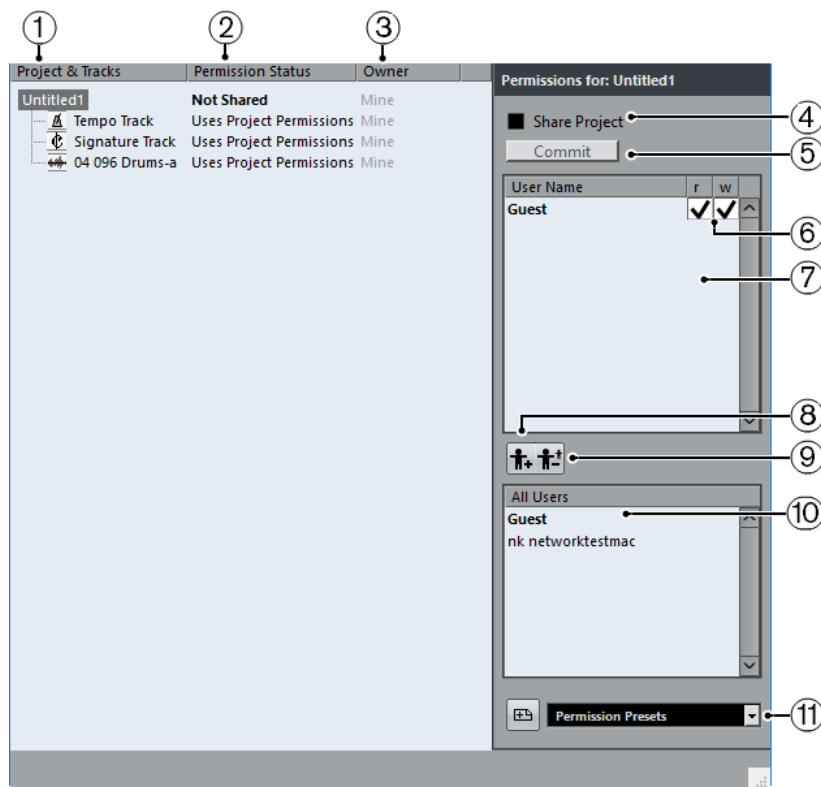 ① ② ③
Project & Tracks Permission Status Owner
Untitled1 Not Shared Mine
Tempo Track Uses Project Permissions Mine
Signature Track Uses Project Permissions Mine
04 096 Drums-a Uses Project Permissions Mine
Permissions for: Untitled1
Share Project ④
Commit ⑤
User Name r w
Guest
⑥
⑦
⑧
⑨
All Users
Guest ⑩
nk networktestmac
Permission Presets ⑪